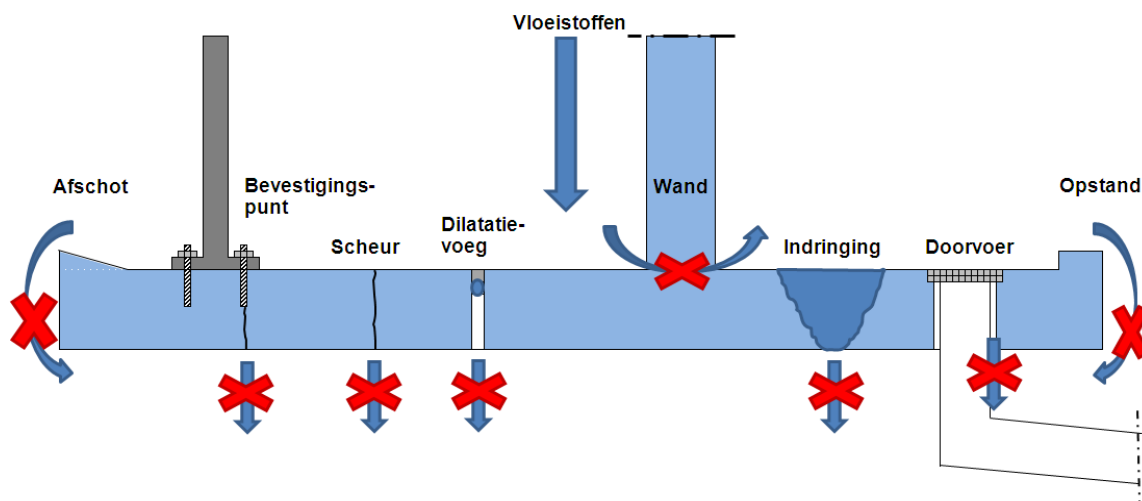 Vloeistoffen
Afschot
Bevestigings-
punt
Scheur
Dilatatie-
voeg
Wand
Indringing
Doorvoer
Opstand